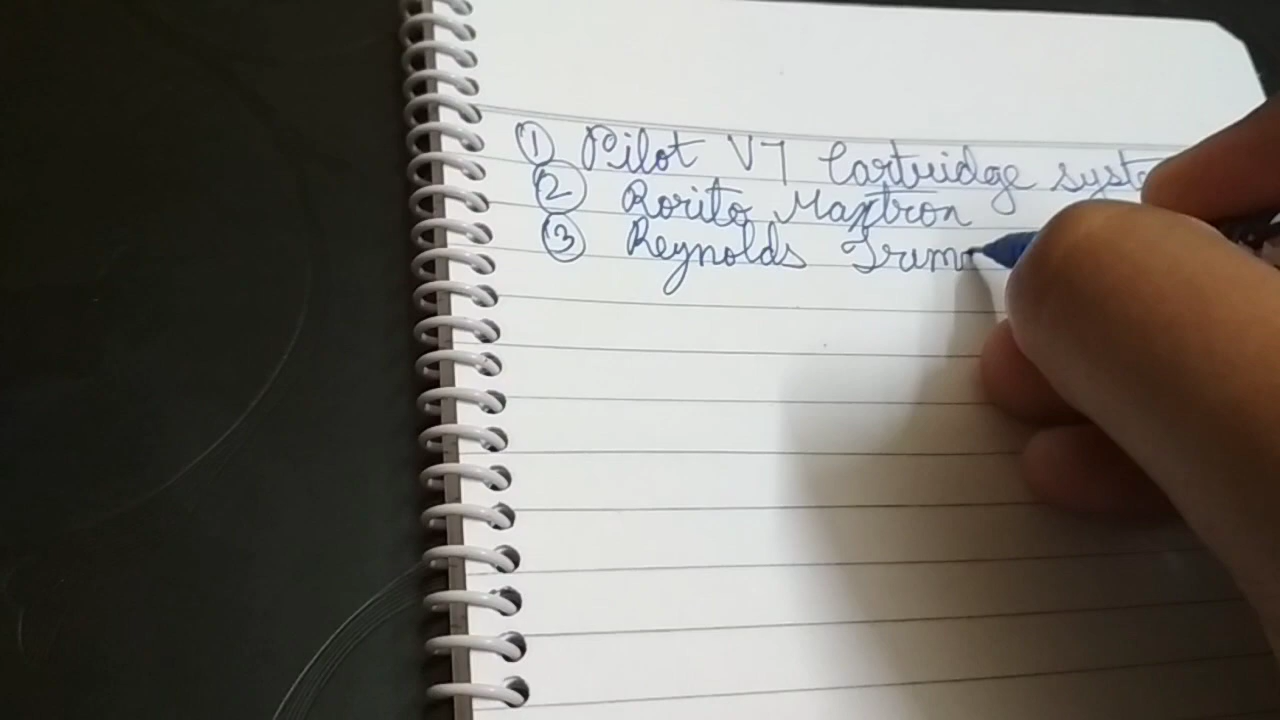 ① Pilot V7 Cartridge syste
② Rorito Maxtron
③ Reynolds Trim